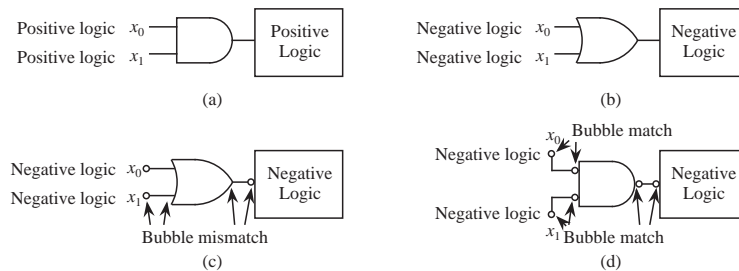 Positive logic x0
Positive logic x1
Positive
Logic
(a)
Negative logic x0
Negative logic x1
Negative
Logic
(b)
Negative logic x0
Negative logic x1
Negative
Logic
Bubble mismatch
(c)
x0 Bubble match
Negative logic
Negative logic
x1
Negative
Logic
Bubble match
(d)